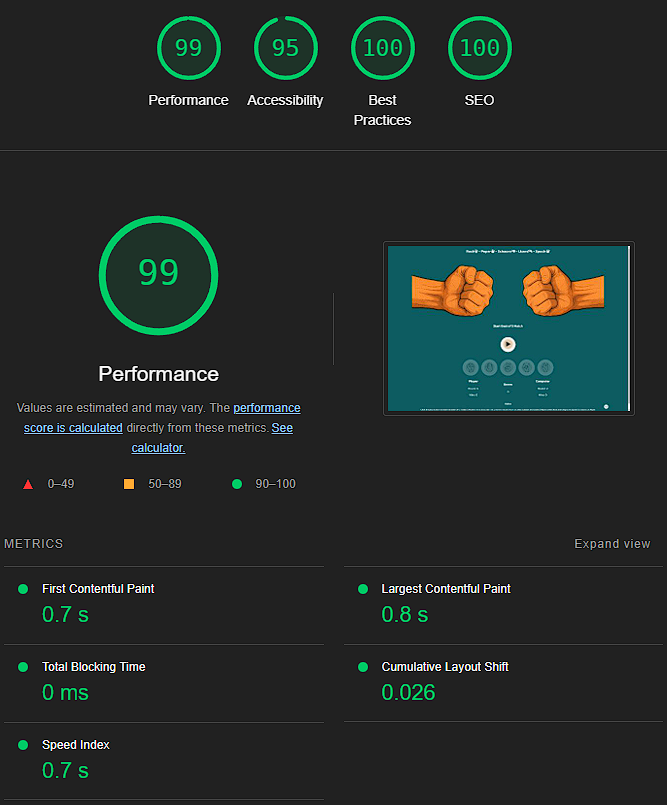 99
95
100
100
Performance
Accessibility
Best
Practices
SEO
99
Performance
Values are estimated and may vary. The performance
score is calculated directly from these metrics. See
calculator.
0–49
50–89
90–100
METRICS
Expand view
First Contentful Paint
0.7 s
Largest Contentful Paint
0.8 s
Total Blocking Time
0 ms
Cumulative Layout Shift
0.026
Speed Index
0.7 s